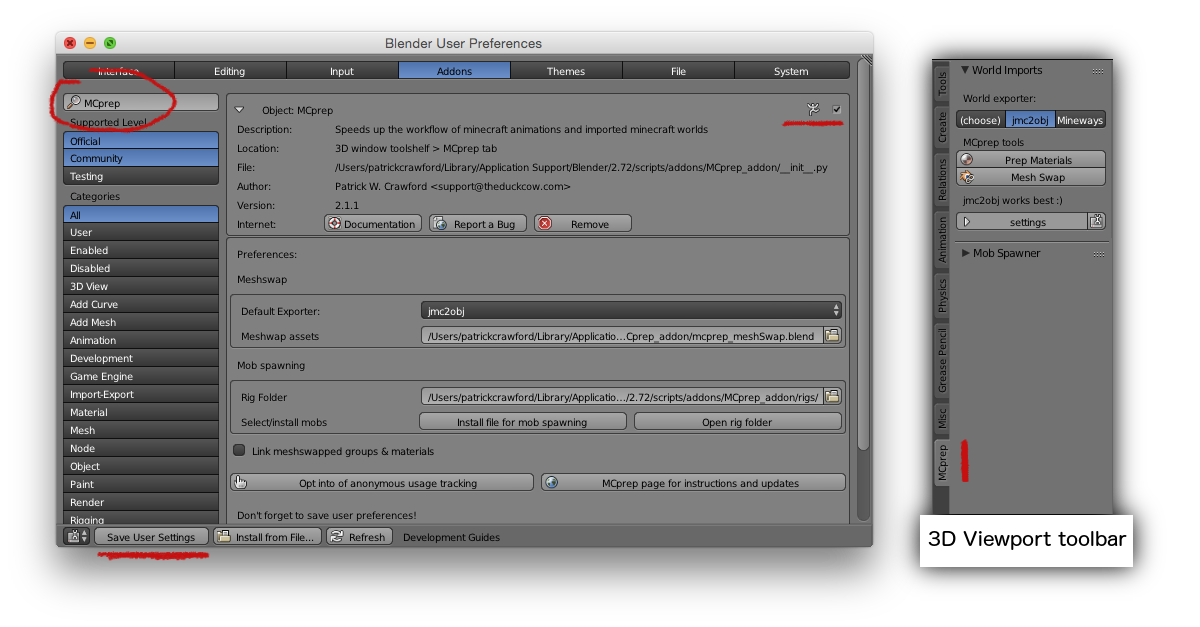 Blender User Preferences
Interface Editing Input Addons Themes File System
MCprep
Supported Level
Official
Community
Testing
Categories
All
User
Enabled
Disabled
3D View
Add Curve
Add Mesh
Animation
Development
Game Engine
Import-Export
Material
Mesh
Node
Object
Paint
Render
Rigging
Object: MCprep
Description: Speeds up the workflow of minecraft animations and imported minecraft worlds
Location: 3D window toolshelf > MCprep tab
File: /Users/patrickcrawford/Library/Application Support/Blender/2.72/scripts/addons/MCprep_addon/__init__.py
Author: Patrick W. Crawford <support@theduckcow.com>
Version: 2.1.1
Internet: Documentation Report a Bug Remove
Preferences:
Meshswap
Default Exporter: jmc2obj
Meshwap assets /Users/patrickcrawford/Library/Applicatio...Cprep_addon/mcprep_meshSwap.blend
Mob spawning
Rig Folder /Users/patrickcrawford/Library/Applicatio.../2.72/scripts/addons/MCprep_addon/rigs/
Select/install mobs Install file for mob spawning Open rig folder
Link meshswapped groups & materials
Opt into of anonymous usage tracking MCprep page for instructions and updates
Don't forget to save user preferences!
Save User Settings Install from File... Refresh Development Guides
Tools
Create
Relations
Animation
Physics
Grease Pencil
Misc
MCprep
World Imports
World exporter:
(choose) jmc2obj Mineways
MCprep tools
Prep Materials
Mesh Swap
jmc2obj works best :)
settings
Mob Spawner
3D Viewport toolbar